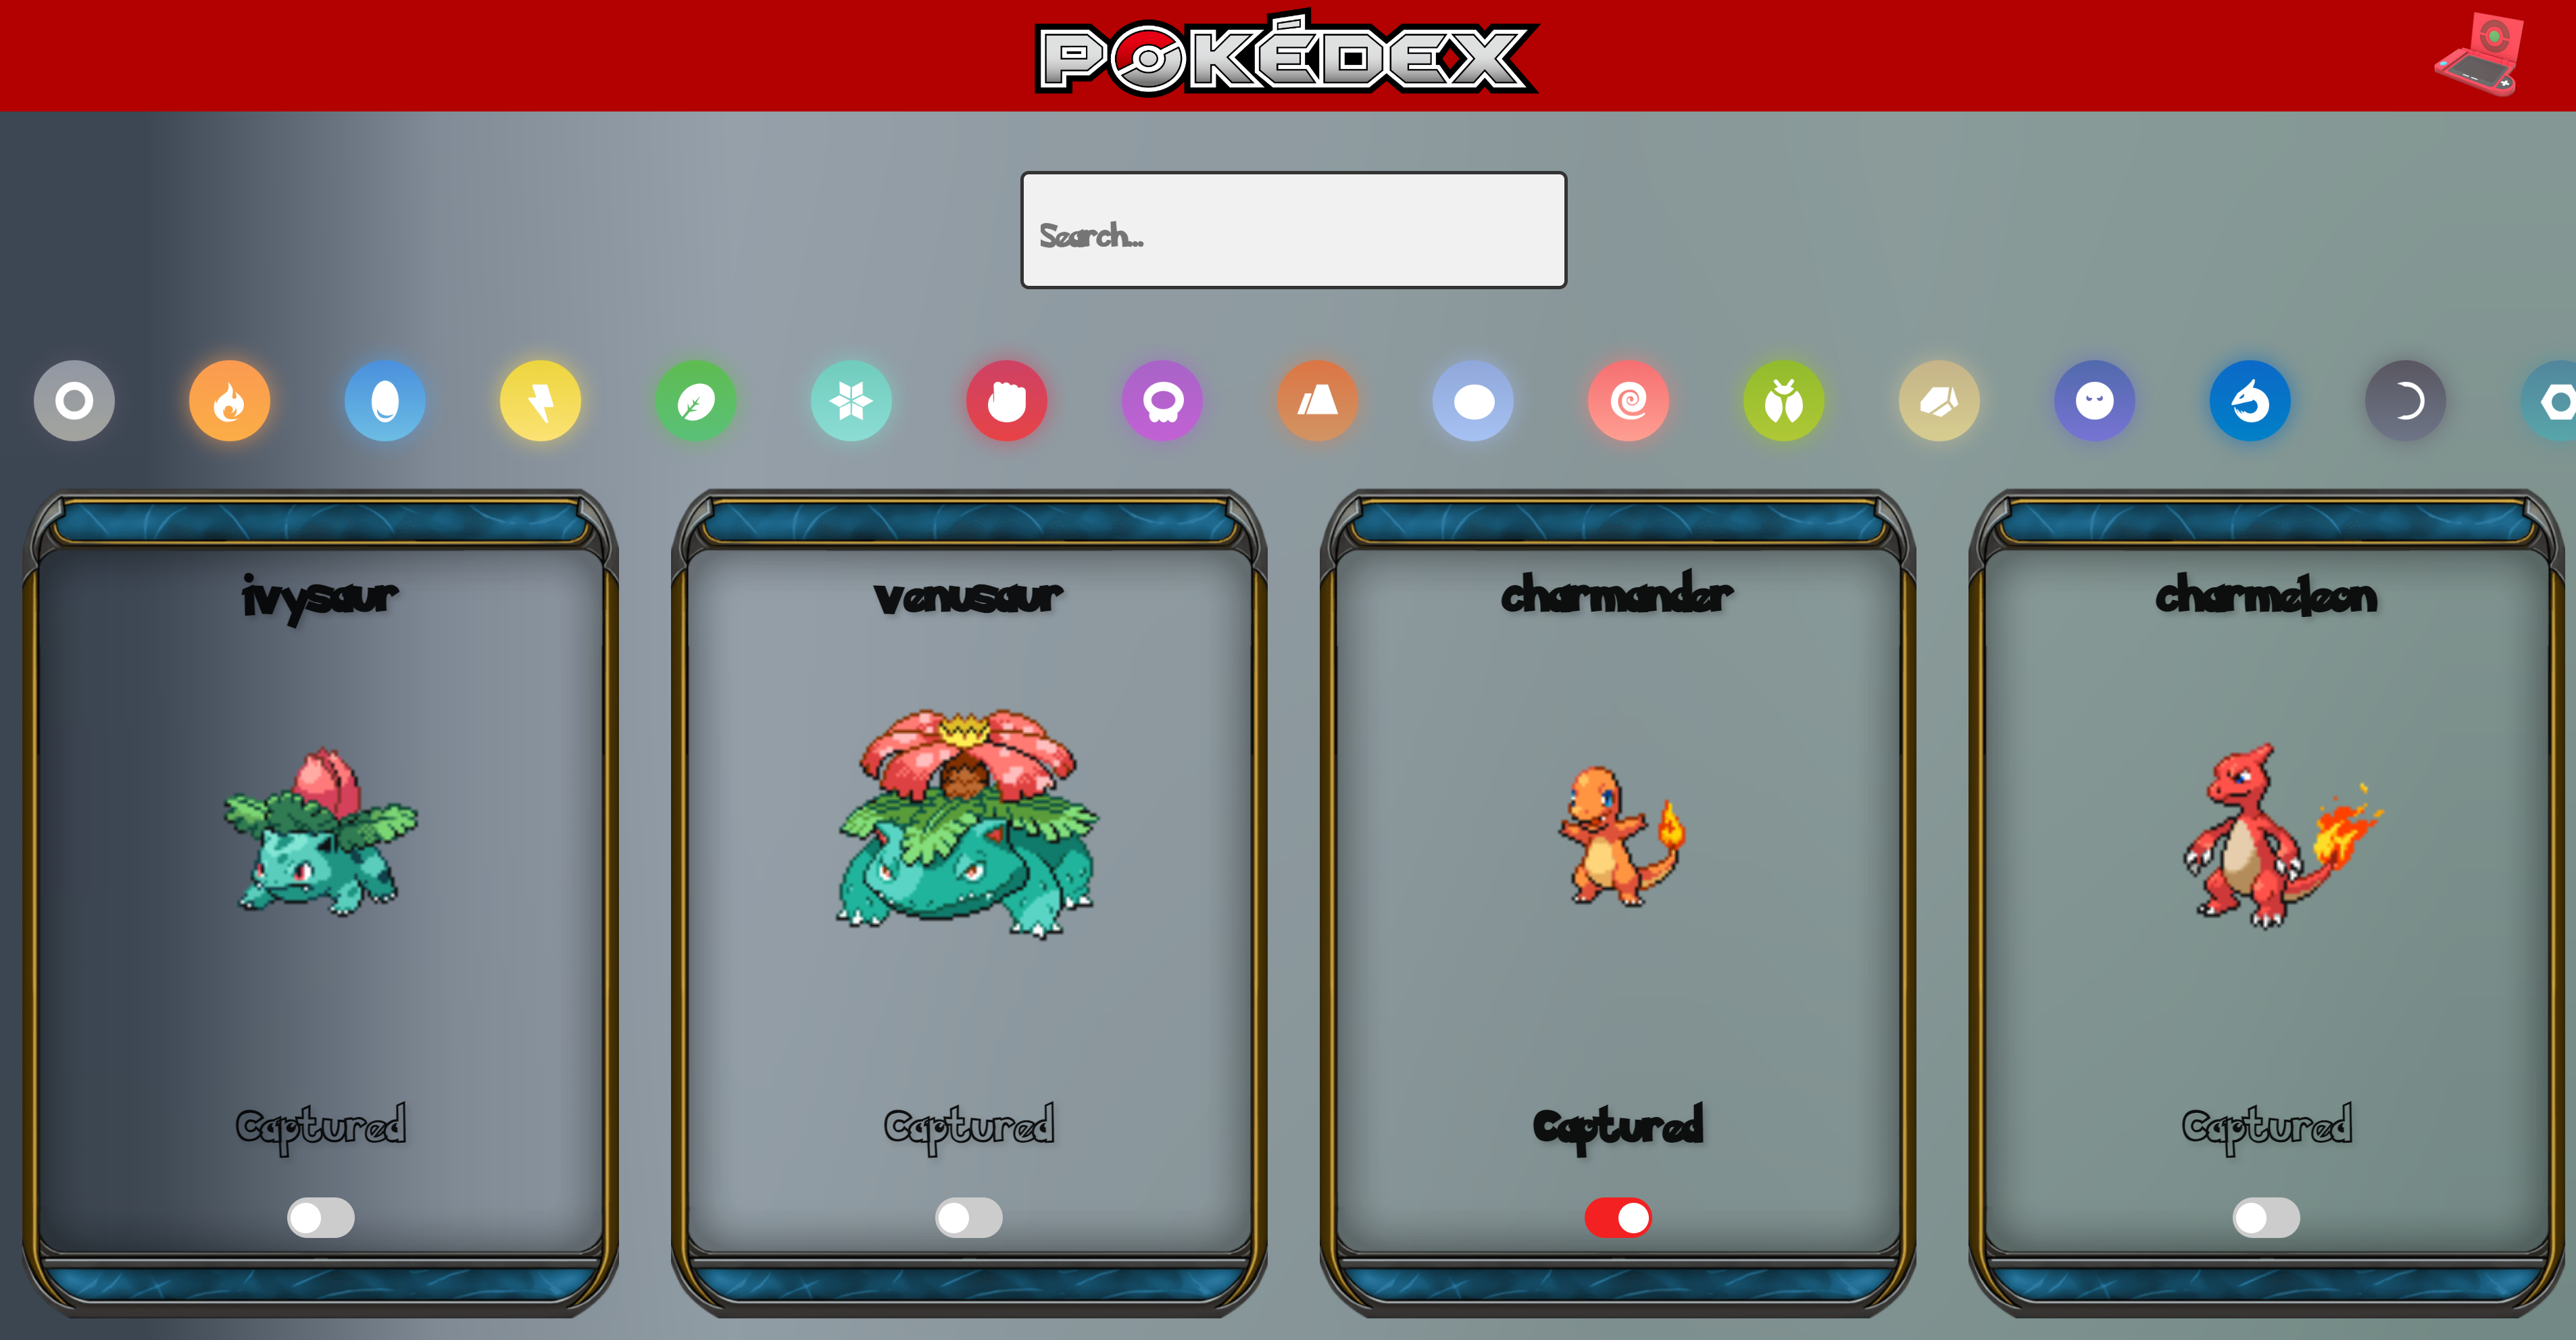 POKÉDEX
Search...
ivysaur
venusaur
charmander
charmeleon
Captured
Captured
Captured
Captured